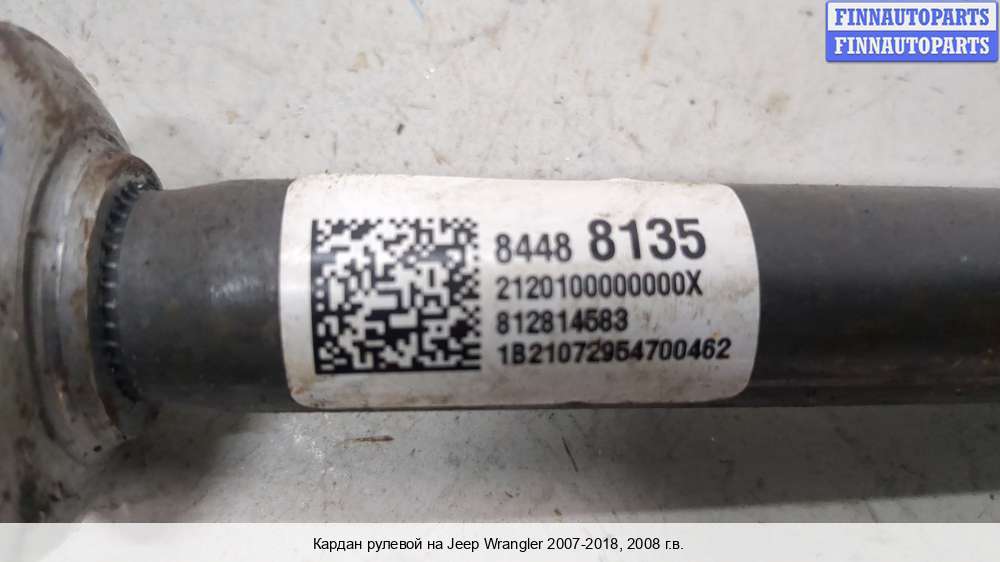 FINNAUTOPARTS
FINNAUTOPARTS
8448 8135
2120100000000X
812814583
1B21072954700462
Кардан рулевой на Jeep Wrangler 2007-2018, 2008 г.в.